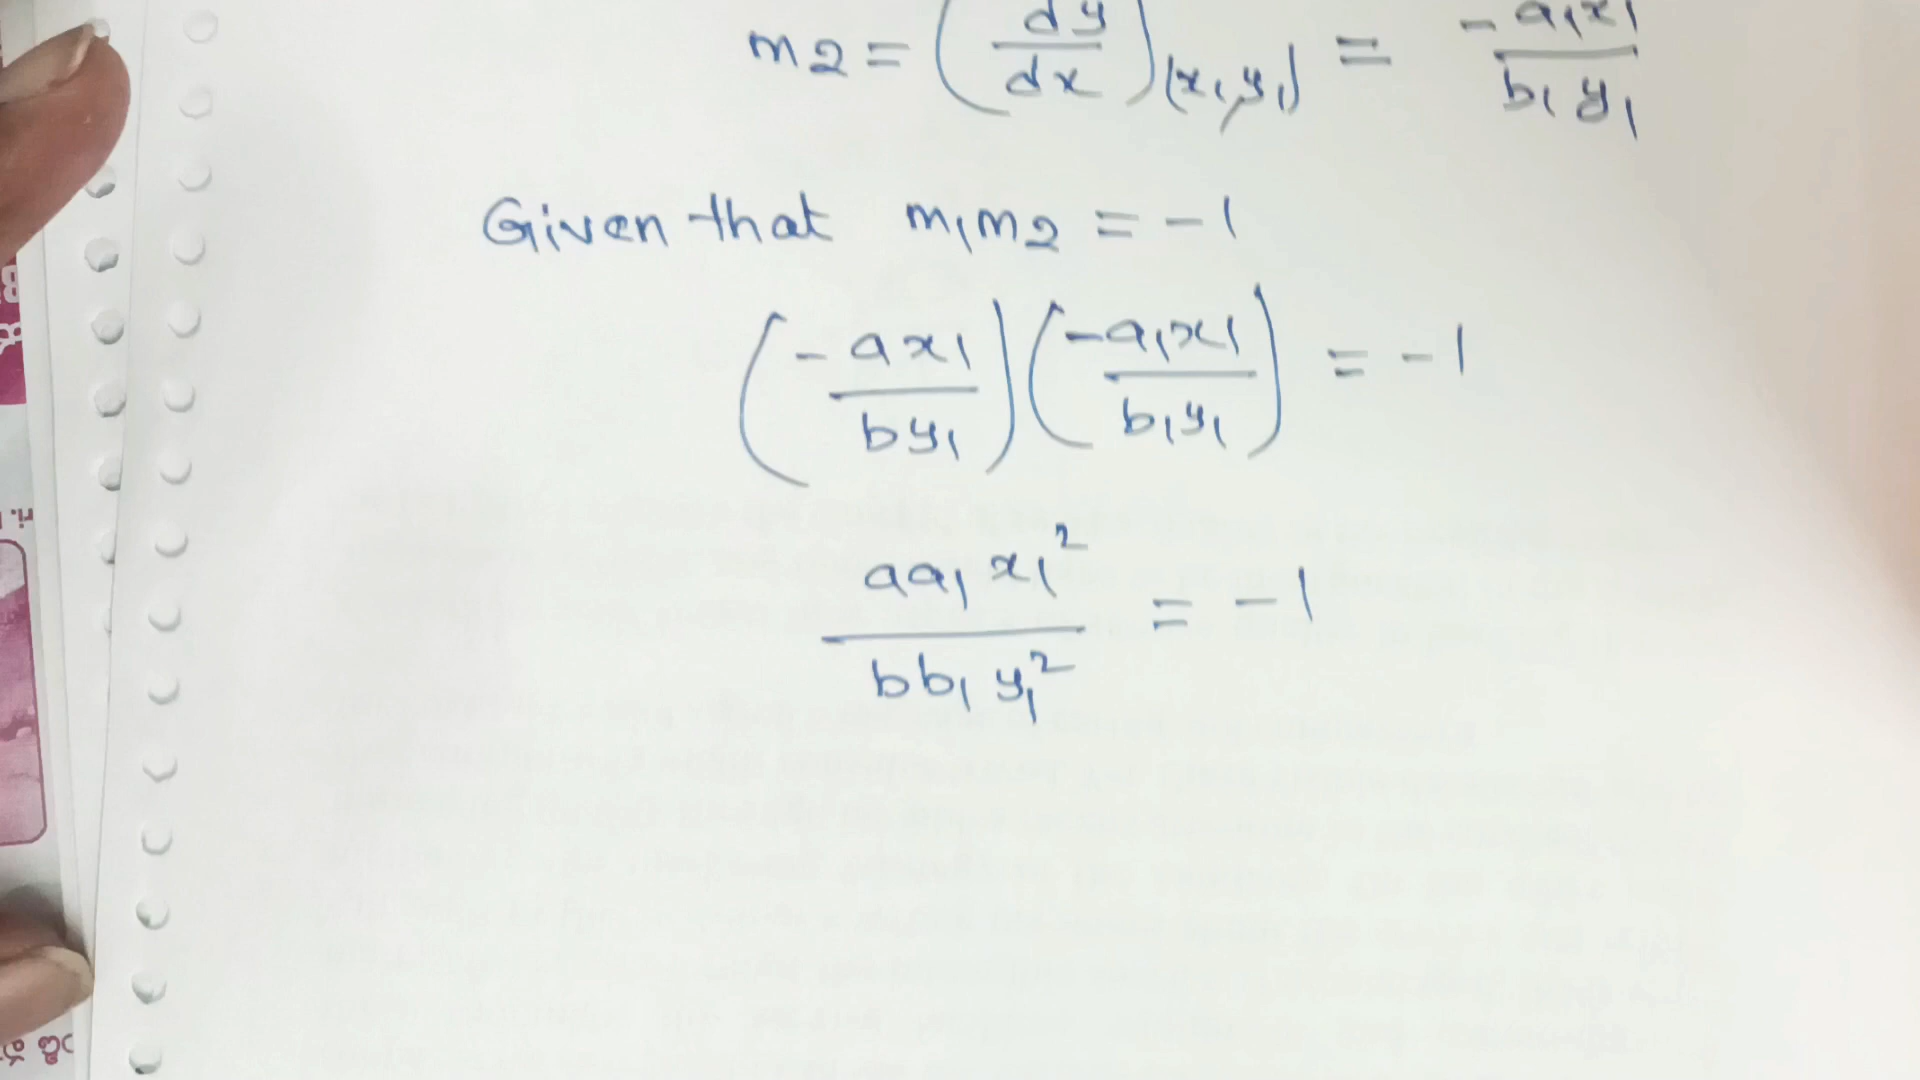 m2 = (dy/dx)(x1,y1) = -a1x1/b1y1
Given that m1m2 = -1
(-ax1/by1)(-a1x1/b1y1) = -1
aa1x1²/bb1y1² = -1